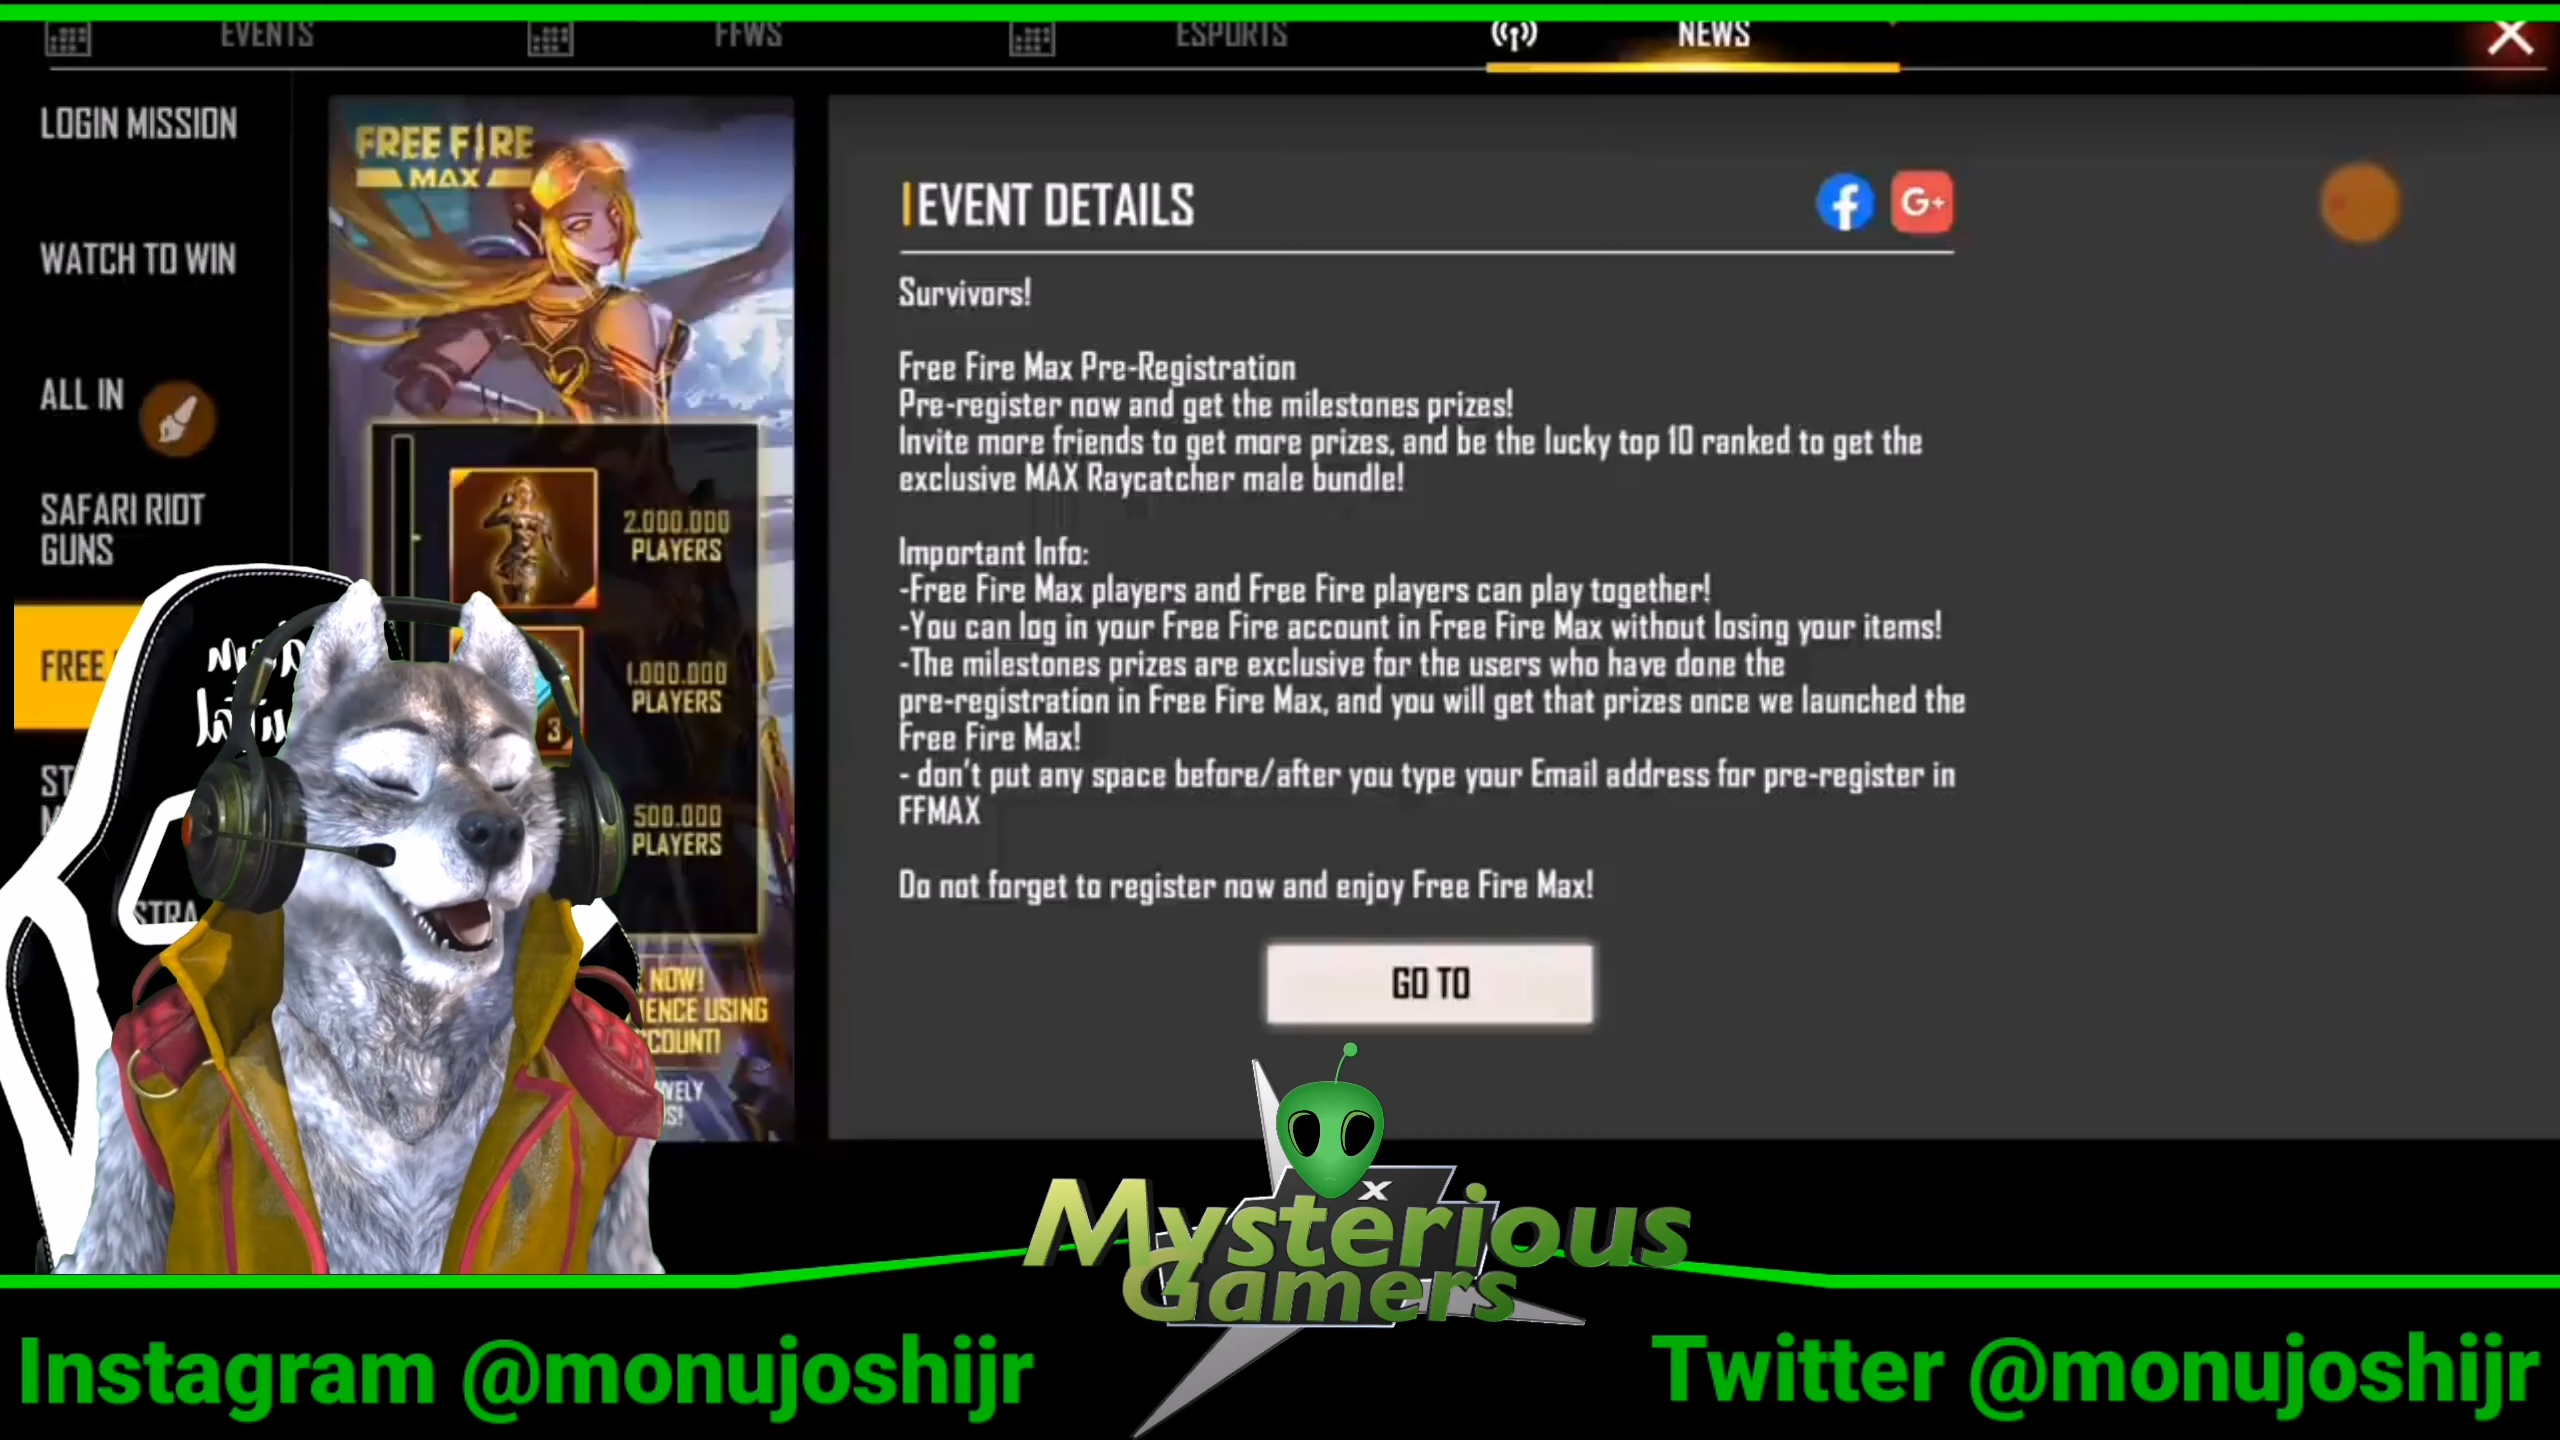 EVENTS
FFWS
ESPORTS
NEWS
LOGIN MISSION
WATCH TO WIN
ALL IN
SAFARI RIOT
GUNS
FREE
ST
M
STRA
FREE FIRE
MAX
2.000.000
PLAYERS
1.000.000
PLAYERS
3
500.000
PLAYERS
NOW!
IENCE USING
CCOUNT!
VELY
S!
EVENT DETAILS
G+
Survivors!
Free Fire Max Pre-Registration
Pre-register now and get the milestones prizes!
Invite more friends to get more prizes, and be the lucky top 10 ranked to get the
exclusive MAX Raycatcher male bundle!
Important Info:
-Free Fire Max players and Free Fire players can play together!
-You can log in your Free Fire account in Free Fire Max without losing your items!
-The milestones prizes are exclusive for the users who have done the
pre-registration in Free Fire Max, and you will get that prizes once we launched the
Free Fire Max!
- don't put any space before/after you type your Email address for pre-register in
FFMAX
Do not forget to register now and enjoy Free Fire Max!
GO TO
X
Mysterious
Gamers
Instagram @monujoshijr
Twitter @monujoshijr